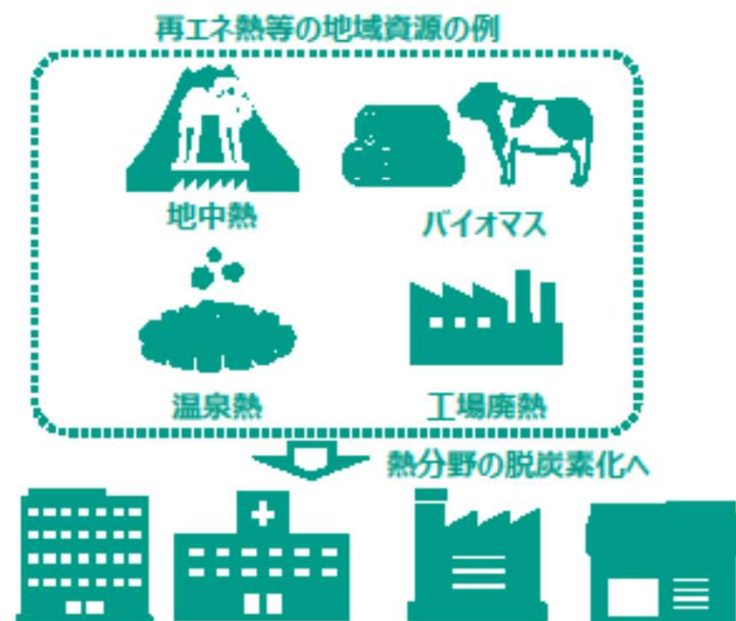 再エネ熱等の地域資源の例
地中熱
バイオマス
温泉熱
工場廃熱
熱分野の脱炭素化へ